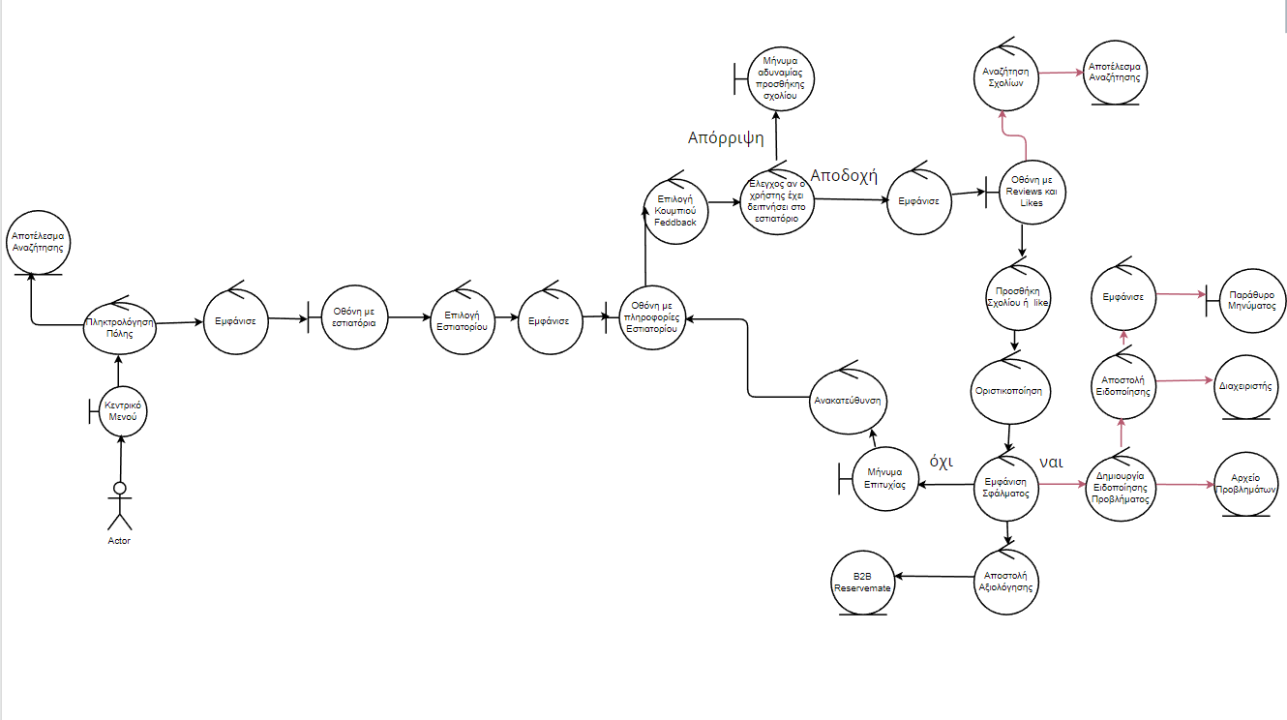 Μήνυμα
αδυναμίας
προσθήκης
σχολίου
Αναζήτηση
Σχολίων
Αποτέλεσμα
Αναζήτησης
Απόρριψη
Αποδοχή
Επιλογή
Κουμπιού
Feddback
Έλεγχος αν ο
χρήστης έχει
δειπνήσει στο
εστιατόριο
Εμφάνισε
Οθόνη με
Reviews και
Likes
Αποτέλεσμα
Αναζήτησης
Πληκτρολόγηση
Πόλης
Εμφάνισε
Οθόνη με
εστιατόρια
Επιλογή
Εστιατορίου
Εμφάνισε
Οθόνη με
πληροφορίες
Εστιατορίου
Προσθήκη
Σχολίου ή like
Εμφάνισε
Παράθυρο
Μηνύματος
Κεντρικό
Μενού
Ανακατεύθυνση
Οριστικοποίηση
Αποστολή
Ειδοποίησης
Διαχειριστής
Μήνυμα
Επιτυχίας
όχι
Εμφάνιση
Σφάλματος
ναι
Δημιουργία
Ειδοποίησης
Προβλήματος
Αρχείο
Προβλημάτων
Actor
B2B
Reservemate
Αποστολή
Αξιολόγησης